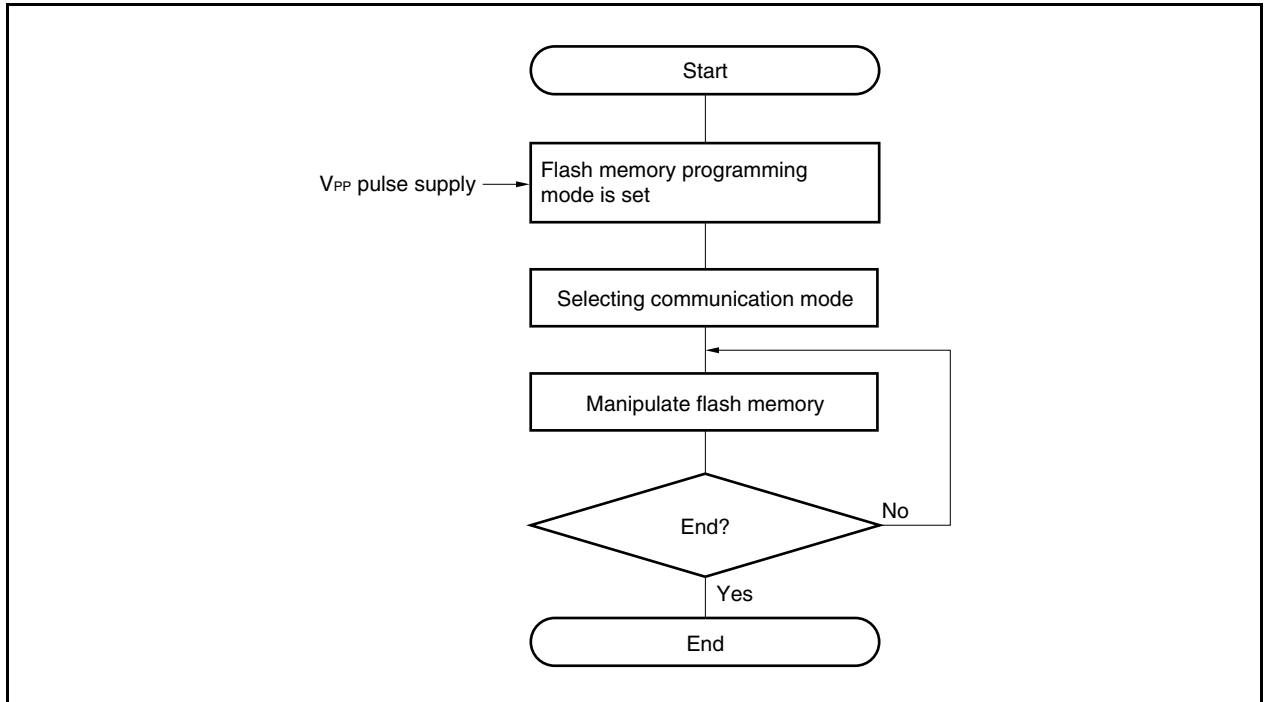 Start
VPP pulse supply
Flash memory programming
mode is set
Selecting communication mode
Manipulate flash memory
End?
No
Yes
End